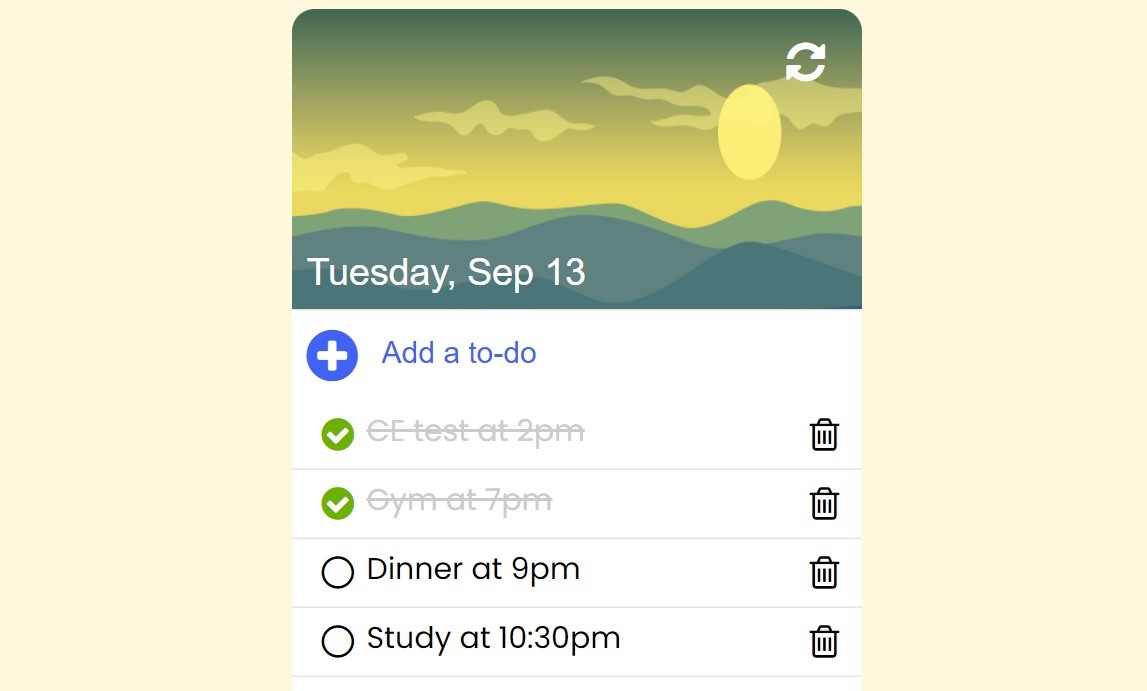 Tuesday, Sep 13
Add a to-do
CE test at 2pm
Gym at 7pm
Dinner at 9pm
Study at 10:30pm